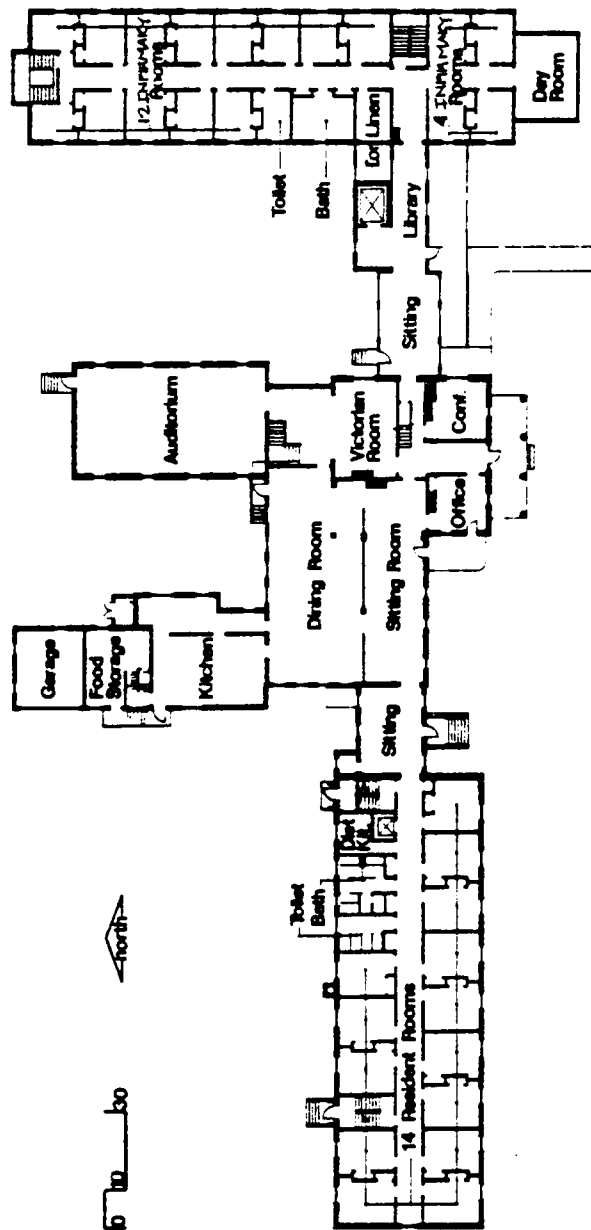 12 INFIRMARY
Rooms
4 INFIRMARY
Rooms
Day
Room
Toilet
Bath
Linen
Library
Sitting
Auditorium
Victorian
Room
Conf.
Office
Dining Room
Sitting Room
Garage
Food
Storage
Kitchen
Sitting
Diet
Kit.
Toilet
Bath
14 Resident Rooms
north
0 10 30